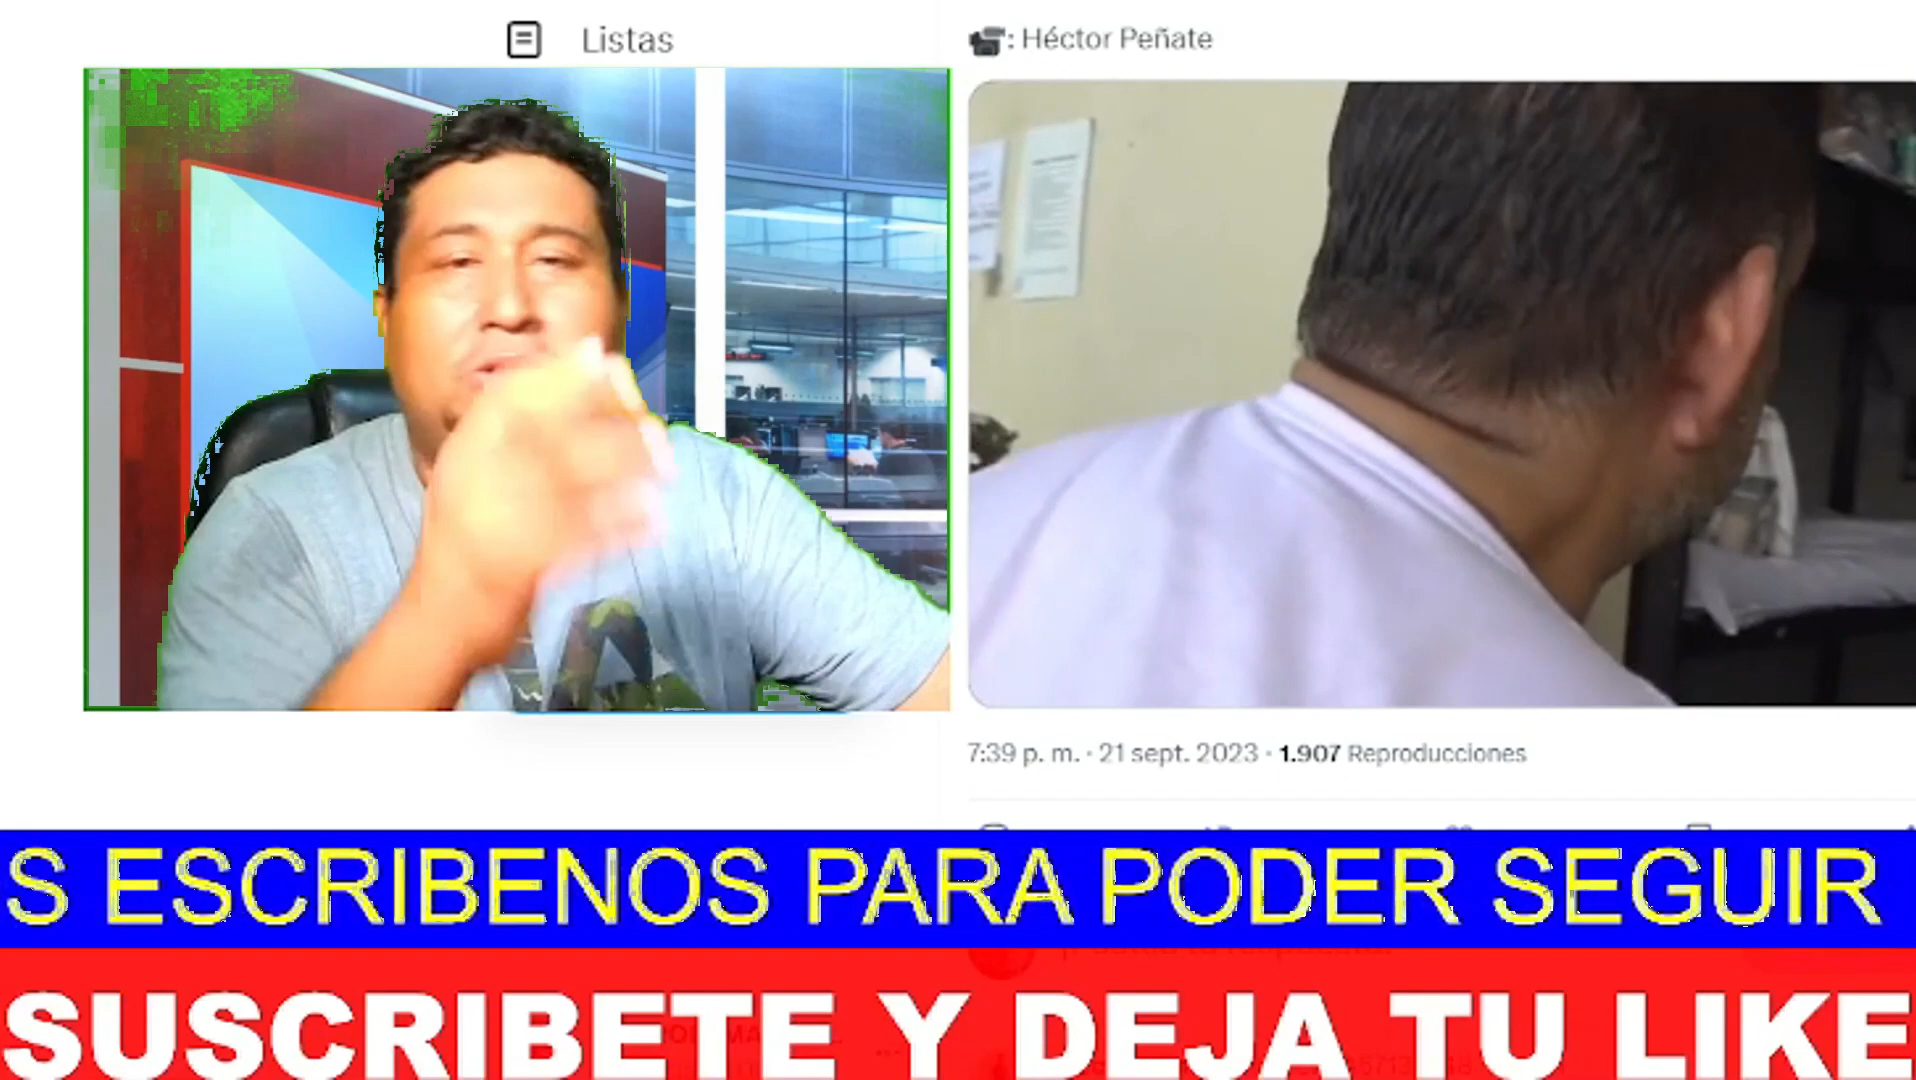 Listas
: Héctor Peñate
7:39 p. m. · 21 sept. 2023 · 1.907 Reproducciones
S ESCRIBENOS PARA PODER SEGUIR
SUSCRIBETE Y DEJA TU LIKE